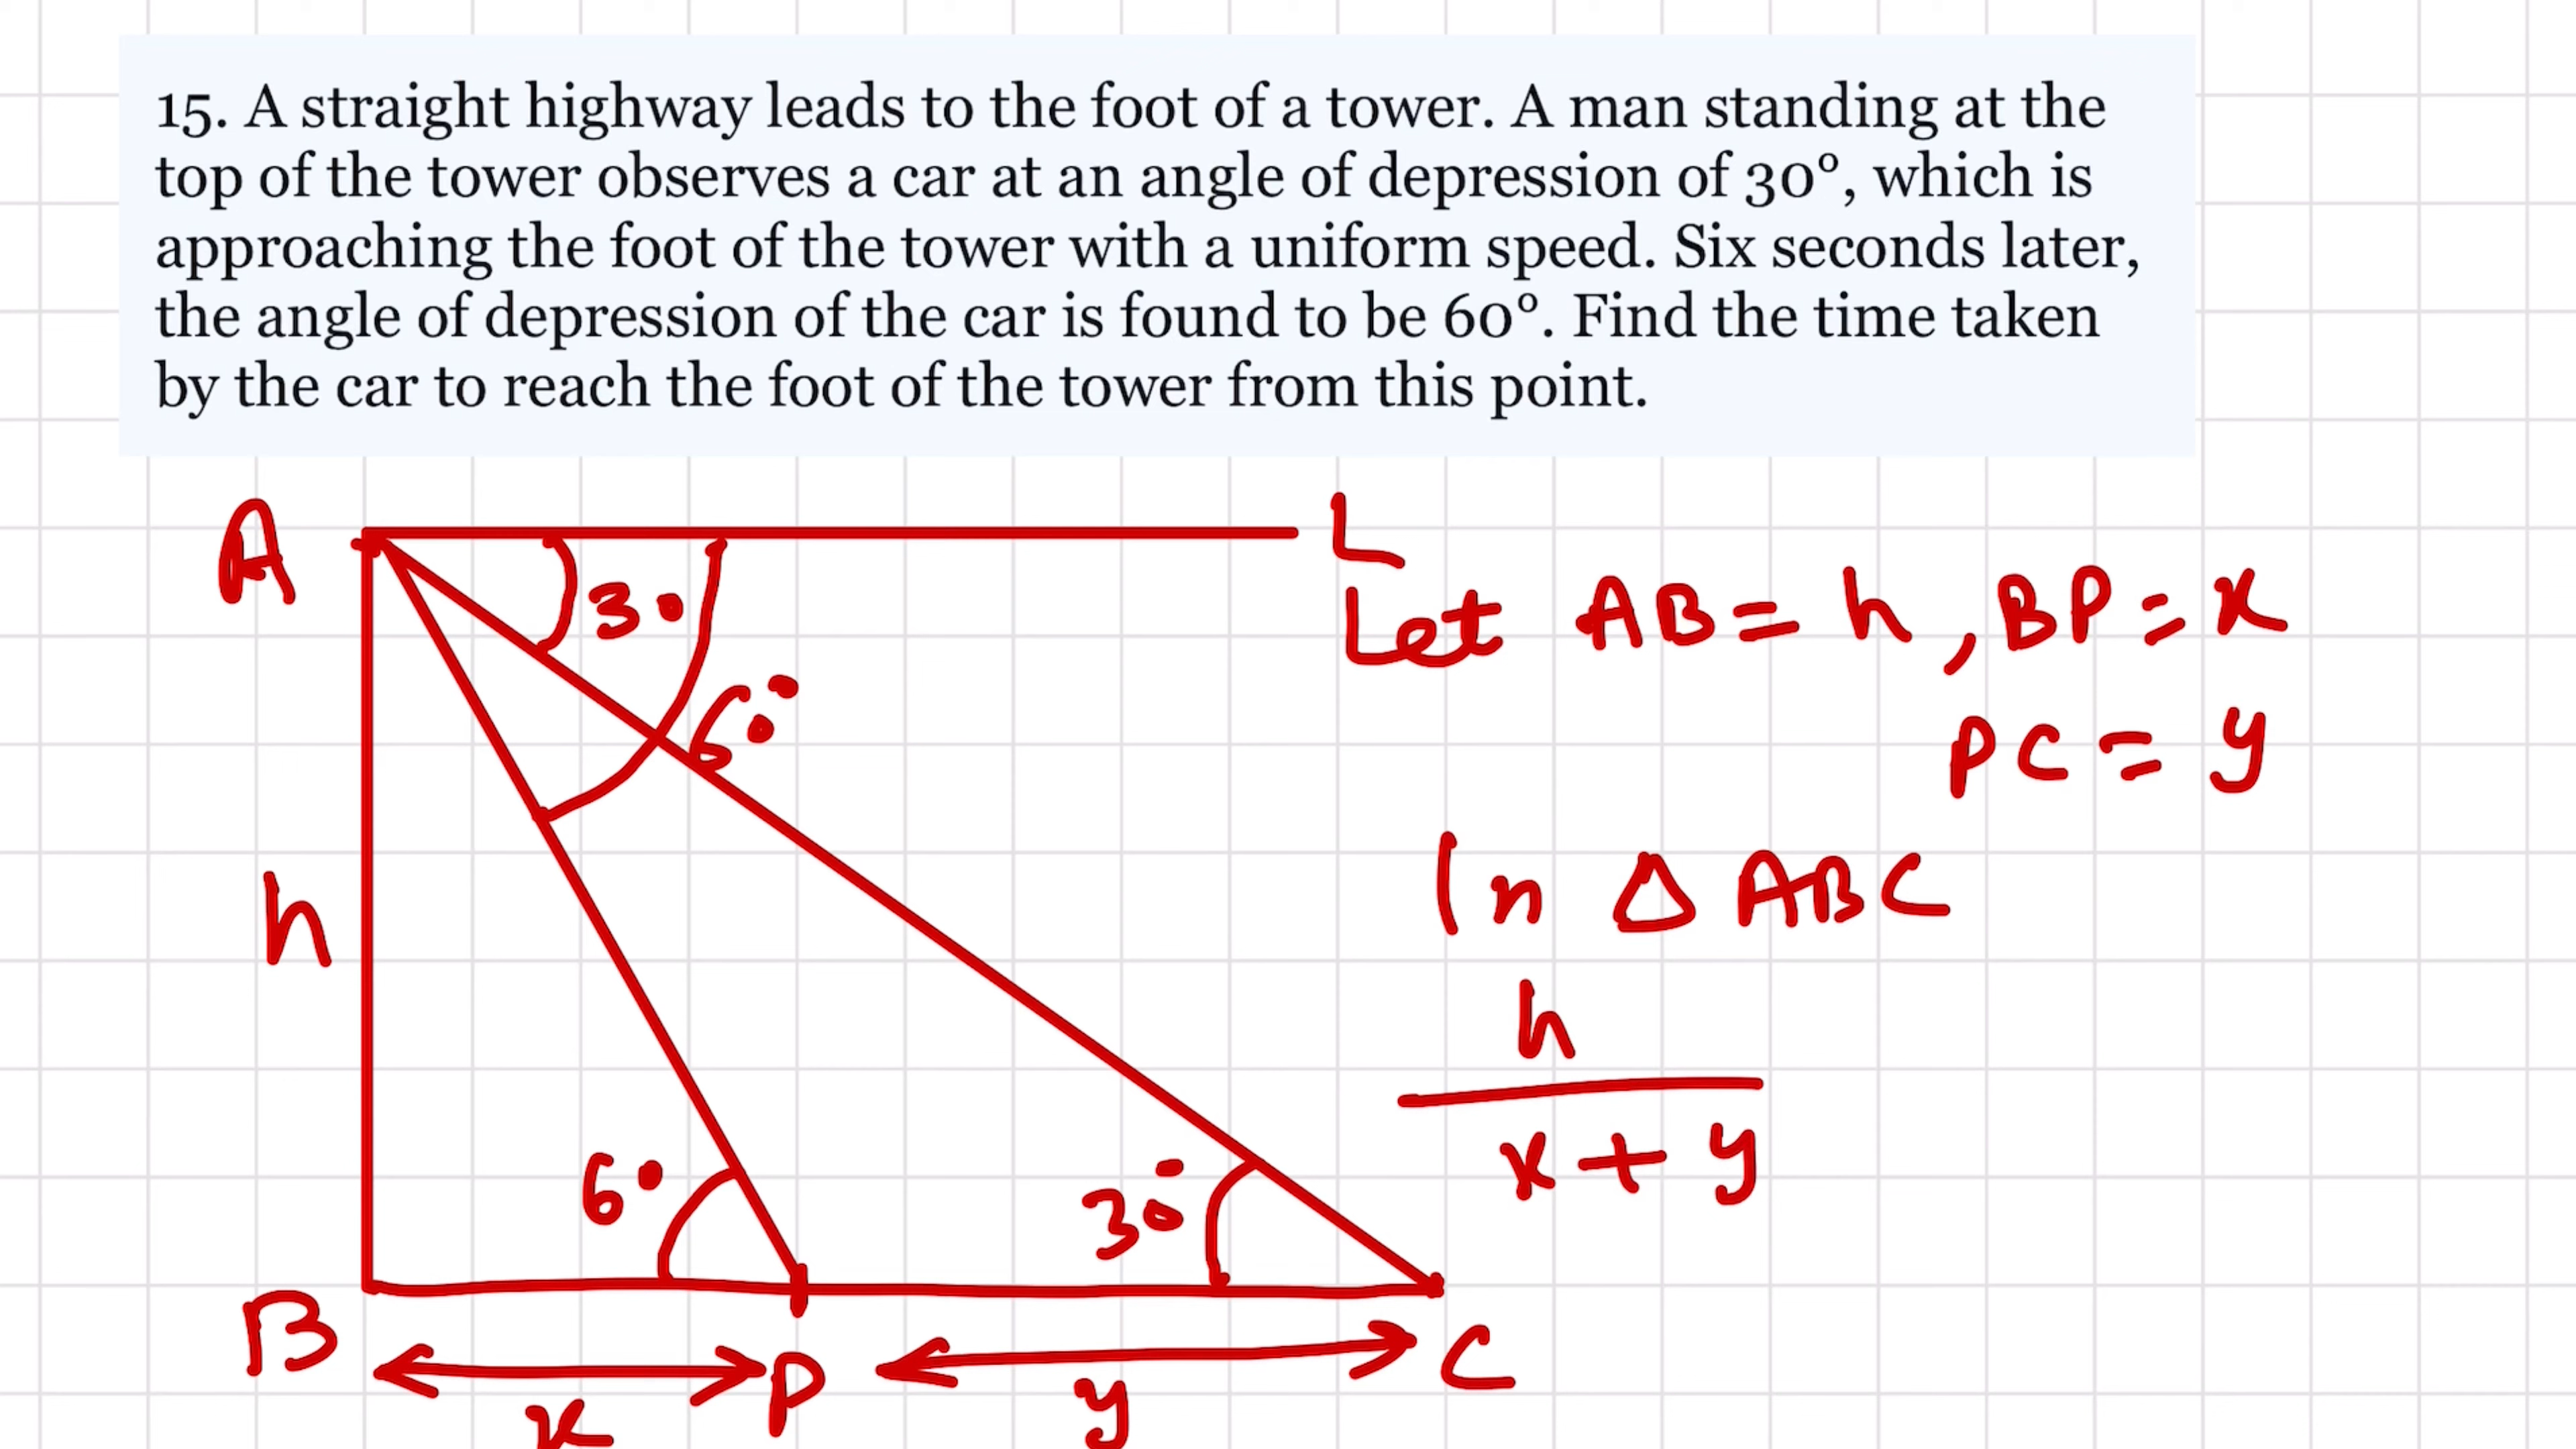 15. A straight highway leads to the foot of a tower. A man standing at the
top of the tower observes a car at an angle of depression of 30°, which is
approaching the foot of the tower with a uniform speed. Six seconds later,
the angle of depression of the car is found to be 60°. Find the time taken
by the car to reach the foot of the tower from this point.
A
L
30
60°
Let AB = h, BP = x
PC = y
In △ ABC
h
h
x + y
60
30°
B
P
C
x
y